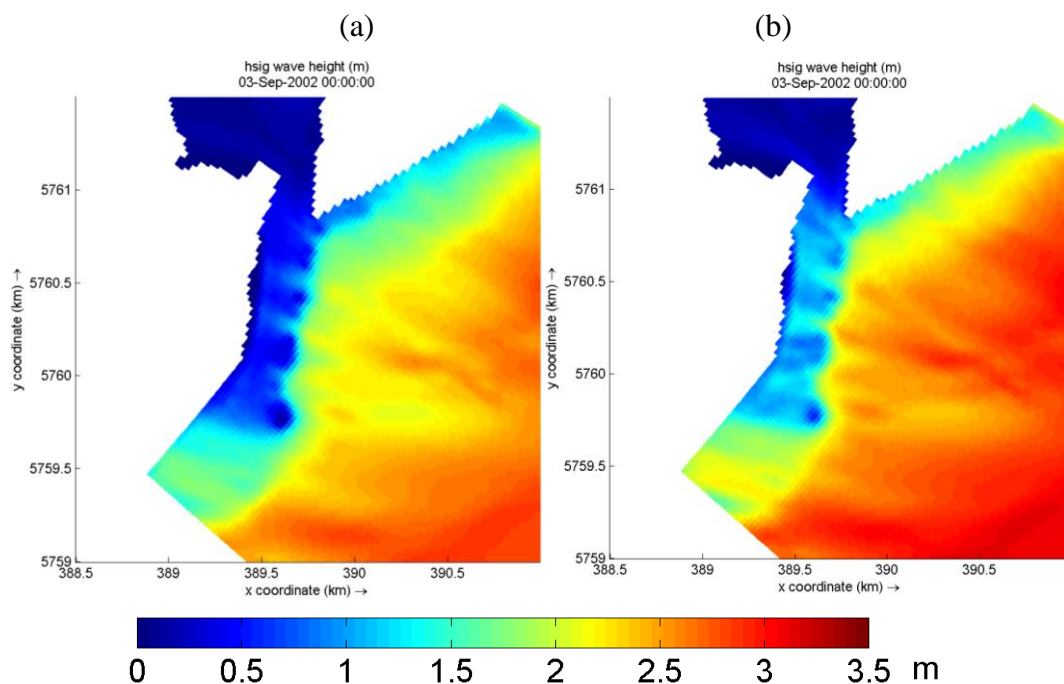 (a)
(b)
hsig wave height (m)
03-Sep-2002 00:00:00
hsig wave height (m)
03-Sep-2002 00:00:00
y coordinate (km) →
5761
5760.5
5760
5759.5
5759
388.5 389 389.5 390 390.5
x coordinate (km) →
y coordinate (km) →
5761
5760.5
5760
5759.5
5759
388.5 389 389.5 390 390.5
x coordinate (km) →
0 0.5 1 1.5 2 2.5 3 3.5 m